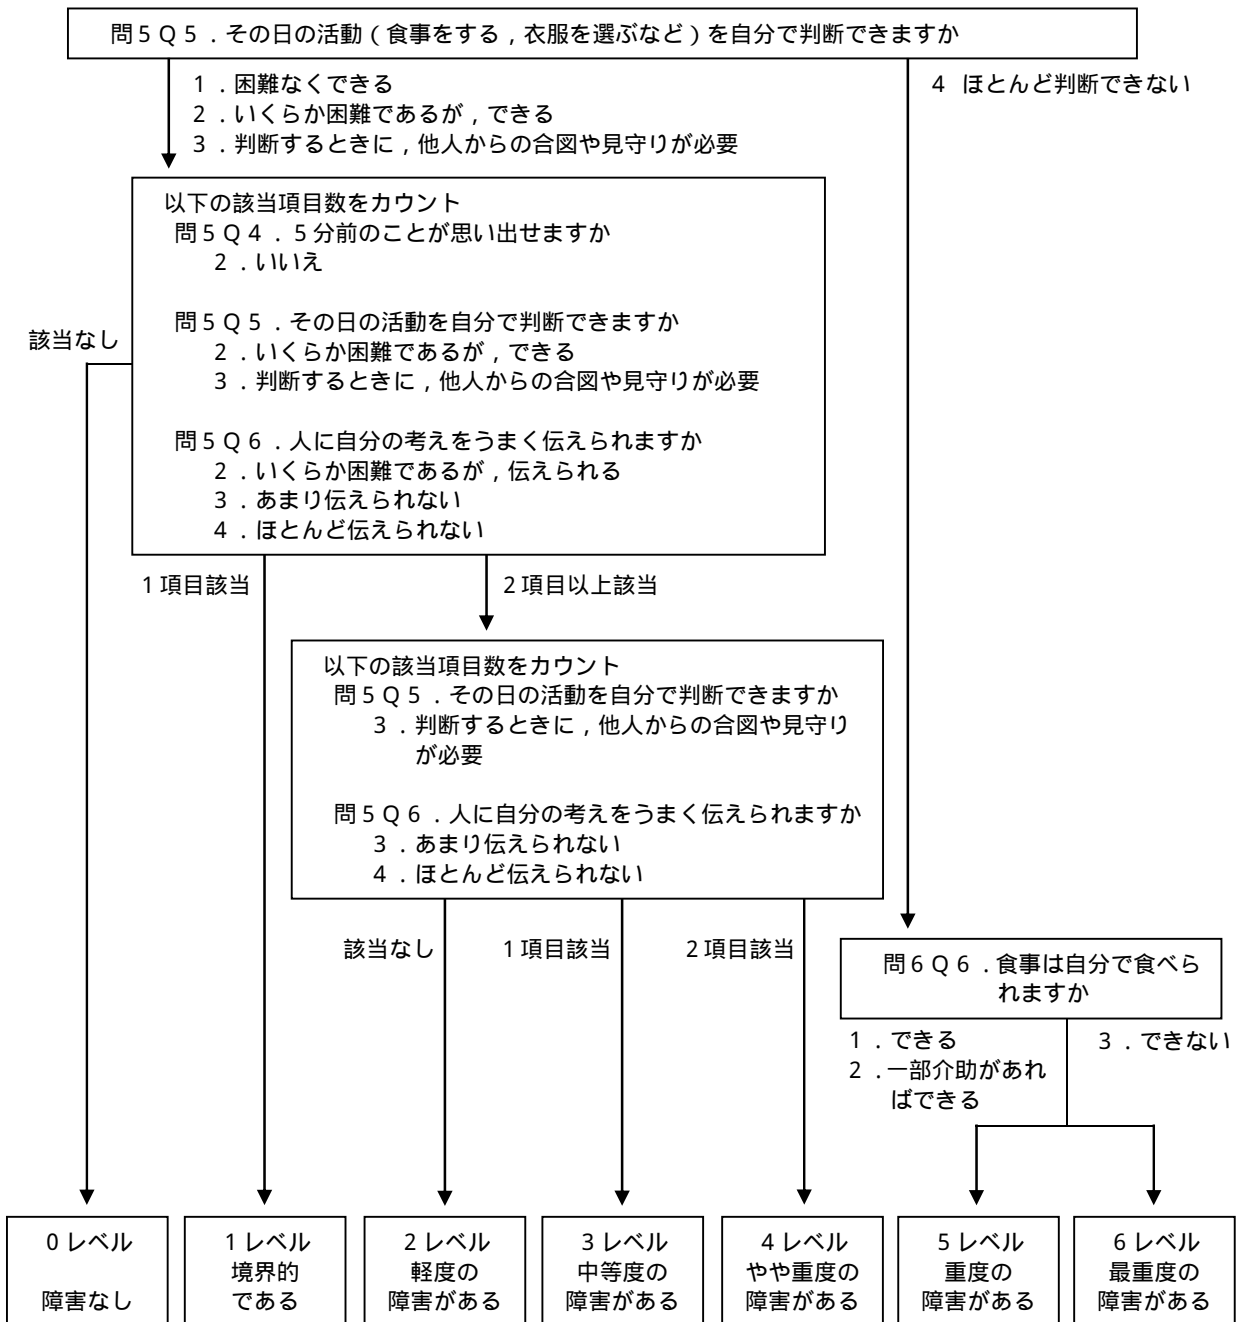 問5Q5．その日の活動（食事をする，衣服を選ぶなど）を自分で判断できますか
1．困難なくできる
2．いくらか困難であるが，できる
3．判断するときに，他人からの合図や見守りが必要
4 ほとんど判断できない
以下の該当項目数をカウント
問5Q4．5分前のことが思い出せますか
2．いいえ
問5Q5．その日の活動を自分で判断できますか
2．いくらか困難であるが，できる
3．判断するときに，他人からの合図や見守りが必要
問5Q6．人に自分の考えをうまく伝えられますか
2．いくらか困難であるが，伝えられる
3．あまり伝えられない
4．ほとんど伝えられない
該当なし
1項目該当
2項目以上該当
以下の該当項目数をカウント
問5Q5．その日の活動を自分で判断できますか
3．判断するときに，他人からの合図や見守り
が必要
問5Q6．人に自分の考えをうまく伝えられますか
3．あまり伝えられない
4．ほとんど伝えられない
該当なし
1項目該当
2項目該当
問6Q6．食事は自分で食べら
れますか
1．できる
2．一部介助があれ
ばできる
3．できない
0レベル
障害なし
1レベル
境界的
である
2レベル
軽度の
障害がある
3レベル
中等度の
障害がある
4レベル
やや重度の
障害がある
5レベル
重度の
障害がある
6レベル
最重度の
障害がある